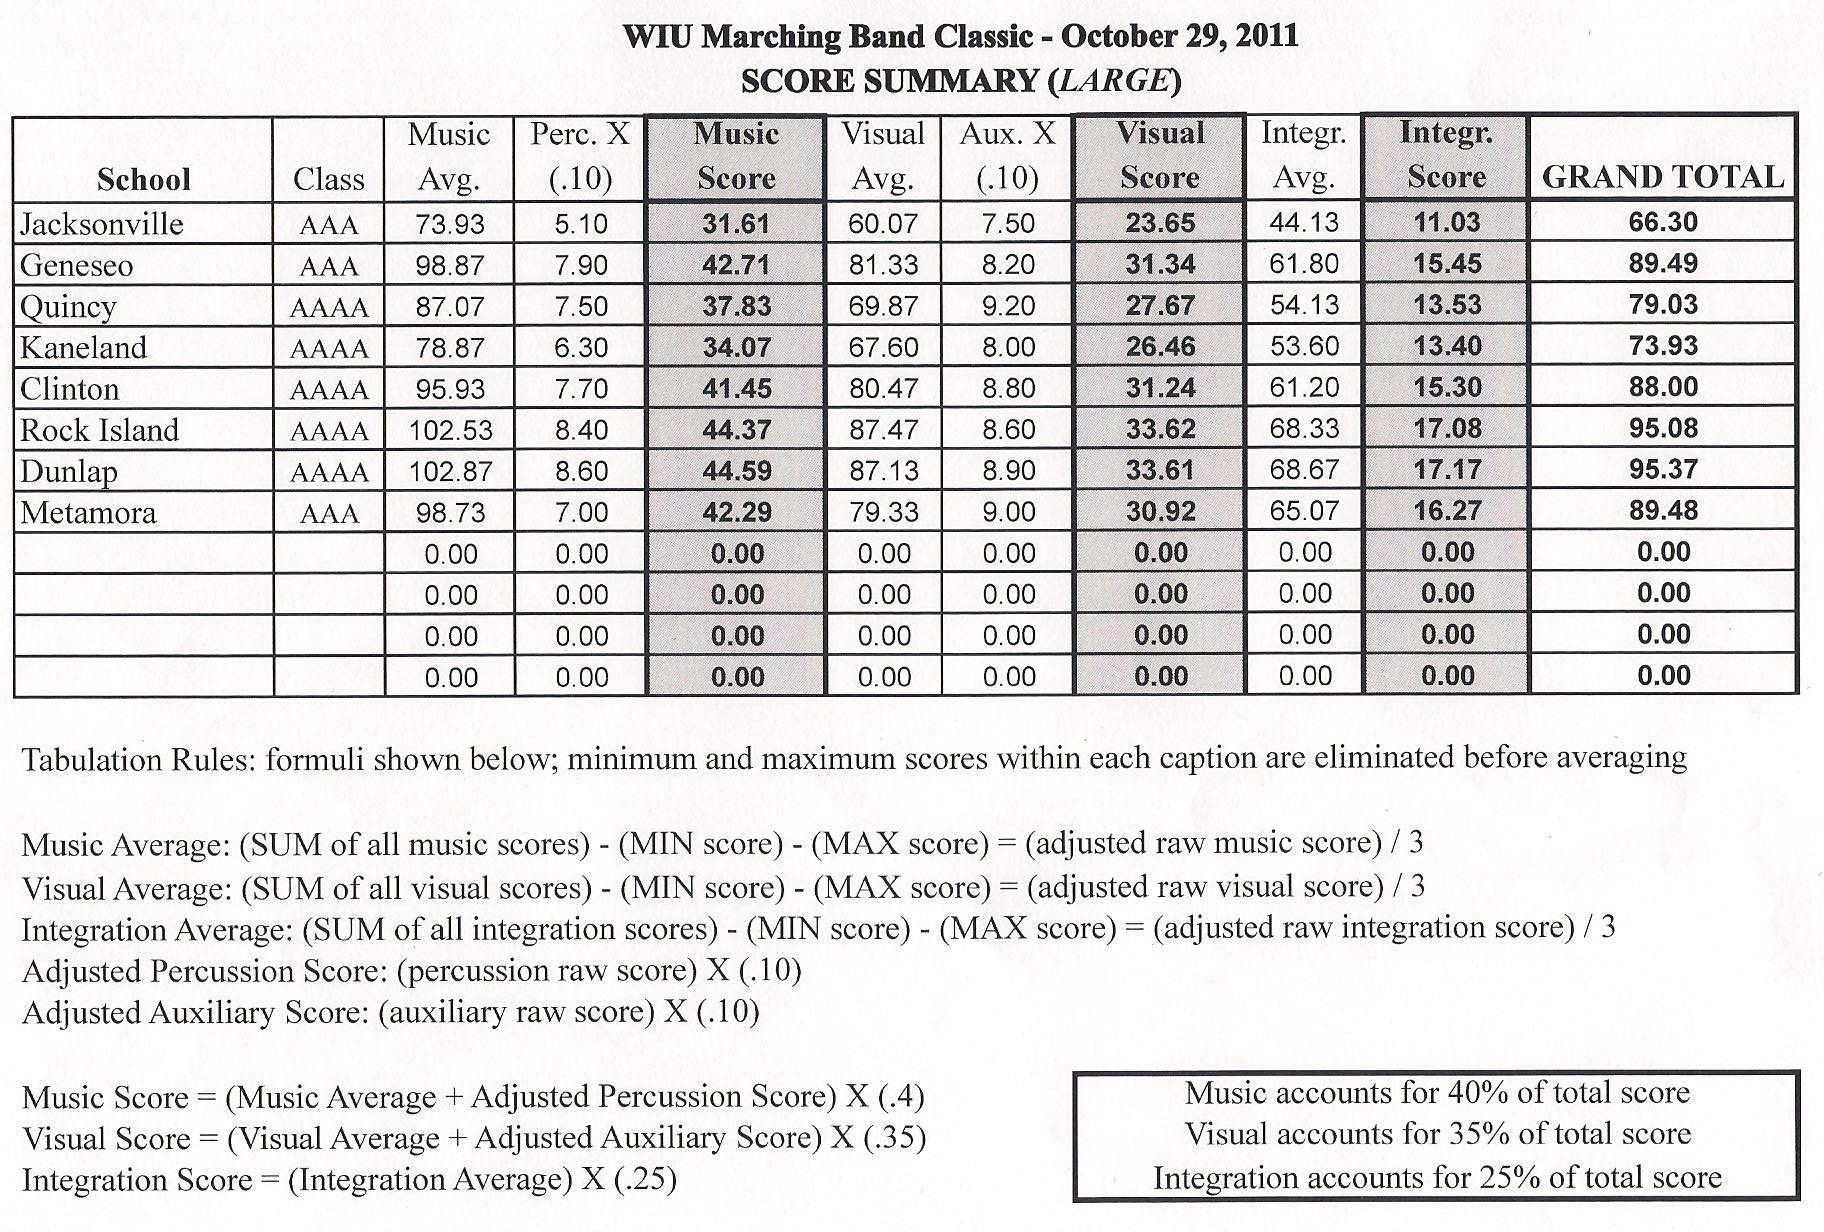 WIU Marching Band Classic - October 29, 2011
SCORE SUMMARY (LARGE)
School Class Music Avg. Perc. X (.10) Music Score Visual Avg. Aux. X (.10) Visual Score Integr. Avg. Integr. Score GRAND TOTAL
Jacksonville AAA 73.93 5.10 31.61 60.07 7.50 23.65 44.13 11.03 66.30
Geneseo AAA 98.87 7.90 42.71 81.33 8.20 31.34 61.80 15.45 89.49
Quincy AAAA 87.07 7.50 37.83 69.87 9.20 27.67 54.13 13.53 79.03
Kaneland AAAA 78.87 6.30 34.07 67.60 8.00 26.46 53.60 13.40 73.93
Clinton AAAA 95.93 7.70 41.45 80.47 8.80 31.24 61.20 15.30 88.00
Rock Island AAAA 102.53 8.40 44.37 87.47 8.60 33.62 68.33 17.08 95.08
Dunlap AAAA 102.87 8.60 44.59 87.13 8.90 33.61 68.67 17.17 95.37
Metamora AAA 98.73 7.00 42.29 79.33 9.00 30.92 65.07 16.27 89.48
0.00 0.00 0.00 0.00 0.00 0.00 0.00 0.00 0.00
0.00 0.00 0.00 0.00 0.00 0.00 0.00 0.00 0.00
0.00 0.00 0.00 0.00 0.00 0.00 0.00 0.00 0.00
0.00 0.00 0.00 0.00 0.00 0.00 0.00 0.00 0.00
Tabulation Rules: formuli shown below; minimum and maximum scores within each caption are eliminated before averaging
Music Average: (SUM of all music scores) - (MIN score) - (MAX score) = (adjusted raw music score) / 3
Visual Average: (SUM of all visual scores) - (MIN score) - (MAX score) = (adjusted raw visual score) / 3
Integration Average: (SUM of all integration scores) - (MIN score) - (MAX score) = (adjusted raw integration score) / 3
Adjusted Percussion Score: (percussion raw score) X (.10)
Adjusted Auxiliary Score: (auxiliary raw score) X (.10)
Music Score = (Music Average + Adjusted Percussion Score) X (.4)
Visual Score = (Visual Average + Adjusted Auxiliary Score) X (.35)
Integration Score = (Integration Average) X (.25)
Music accounts for 40% of total score
Visual accounts for 35% of total score
Integration accounts for 25% of total score